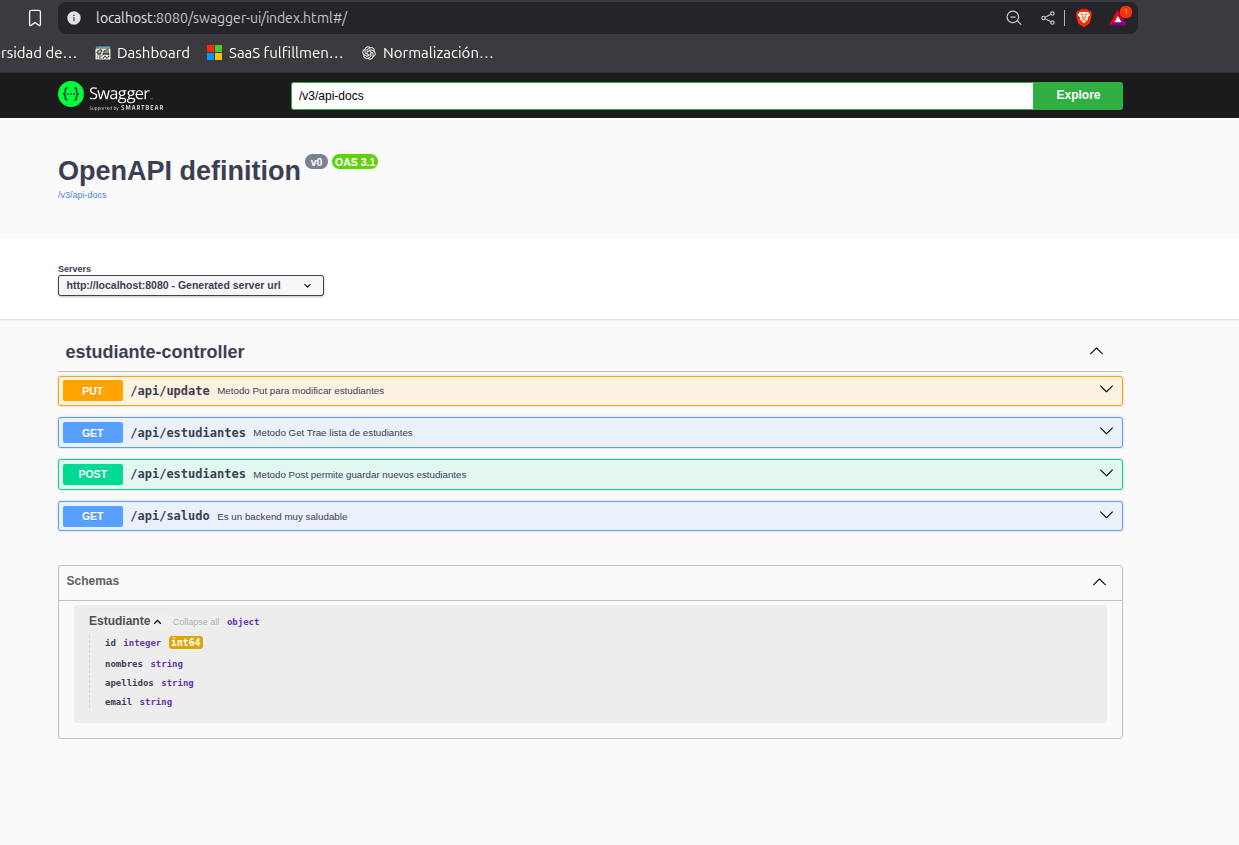 localhost:8080/swagger-ui/index.html#/
1
rsidad de... Dashboard SaaS fulfillmen... Normalización...
Swagger
Supported by SMARTBEAR
/v3/api-docs
Explore
OpenAPI definition v0 OAS 3.1
/v3/api-docs
Servers
http://localhost:8080 - Generated server url
estudiante-controller
PUT /api/update Metodo Put para modificar estudiantes
GET /api/estudiantes Metodo Get Trae lista de estudiantes
POST /api/estudiantes Metodo Post permite guardar nuevos estudiantes
GET /api/saludo Es un backend muy saludable
Schemas
Estudiante Collapse all object
id integer int64
nombres string
apellidos string
email string